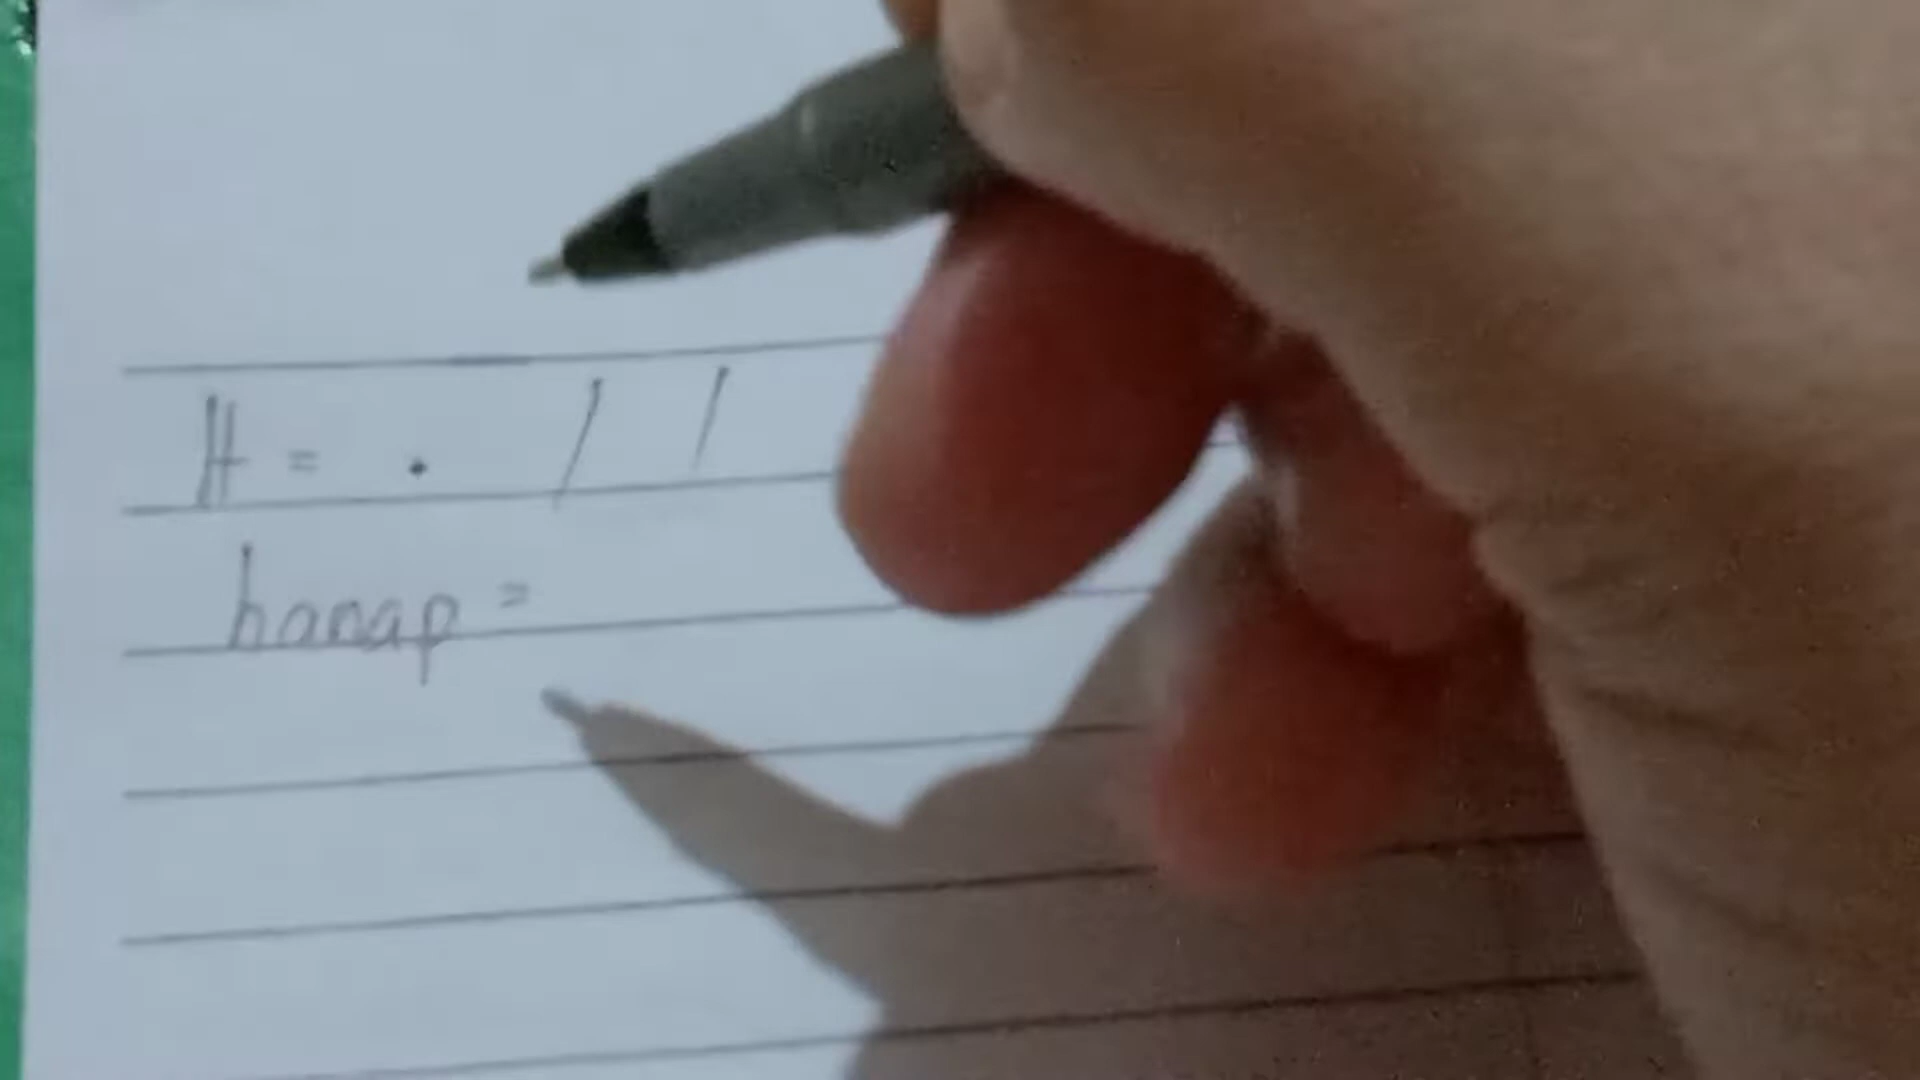 H = . / /
hanap =